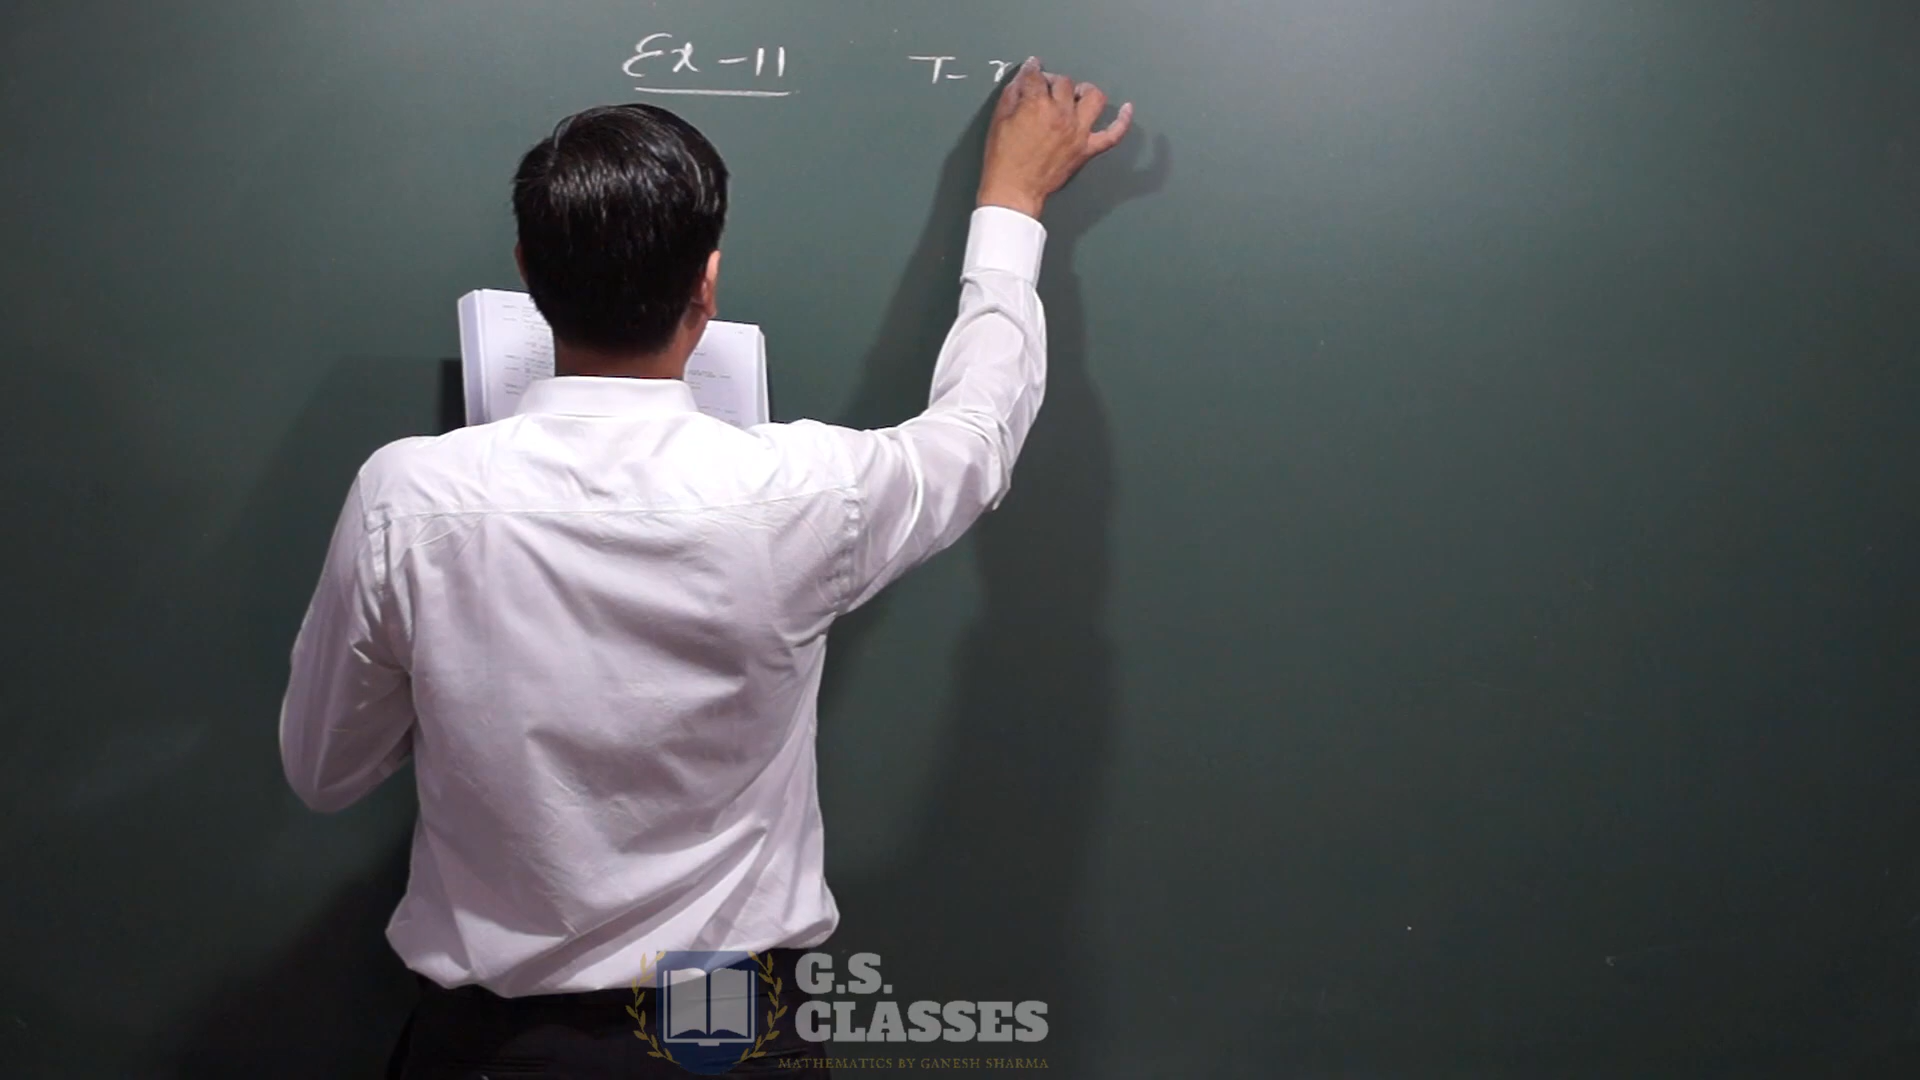 Ex-11 T-
G.S.
CLASSES
MATHEMATICS BY GANESH SHARMA